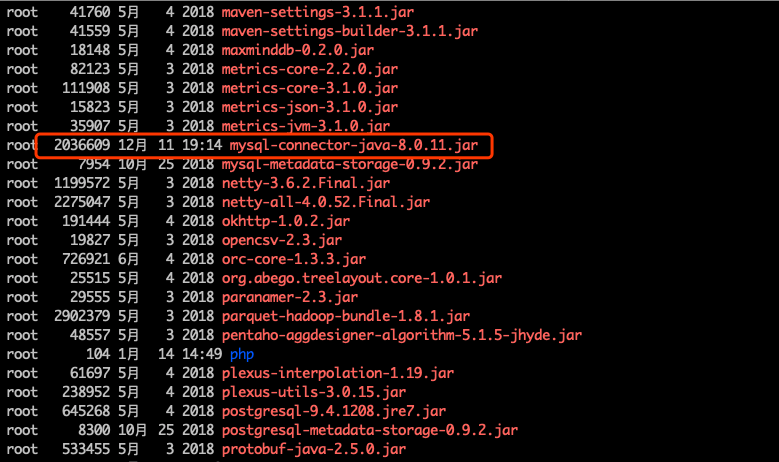 root 41760 5月 4 2018 maven-settings-3.1.1.jar
root 41559 5月 4 2018 maven-settings-builder-3.1.1.jar
root 18148 5月 4 2018 maxminddb-0.2.0.jar
root 82123 5月 3 2018 metrics-core-2.2.0.jar
root 111908 5月 3 2018 metrics-core-3.1.0.jar
root 15823 5月 3 2018 metrics-json-3.1.0.jar
root 35907 5月 3 2018 metrics-jvm-3.1.0.jar
root 2036609 12月 11 19:14 mysql-connector-java-8.0.11.jar
root 7954 10月 25 2018 mysql-metadata-storage-0.9.2.jar
root 1199572 5月 3 2018 netty-3.6.2.Final.jar
root 2275047 5月 3 2018 netty-all-4.0.52.Final.jar
root 191444 5月 4 2018 okhttp-1.0.2.jar
root 19827 5月 3 2018 opencsv-2.3.jar
root 726921 6月 4 2018 orc-core-1.3.3.jar
root 25515 5月 4 2018 org.abego.treelayout.core-1.0.1.jar
root 29555 5月 3 2018 paranamer-2.3.jar
root 2902379 5月 3 2018 parquet-hadoop-bundle-1.8.1.jar
root 48557 5月 3 2018 pentaho-aggdesigner-algorithm-5.1.5-jhyde.jar
root 104 1月 14 14:49 php
root 61697 5月 4 2018 plexus-interpolation-1.19.jar
root 238952 5月 4 2018 plexus-utils-3.0.15.jar
root 645268 5月 4 2018 postgresql-9.4.1208.jre7.jar
root 8300 10月 25 2018 postgresql-metadata-storage-0.9.2.jar
root 533455 5月 3 2018 protobuf-java-2.5.0.jar